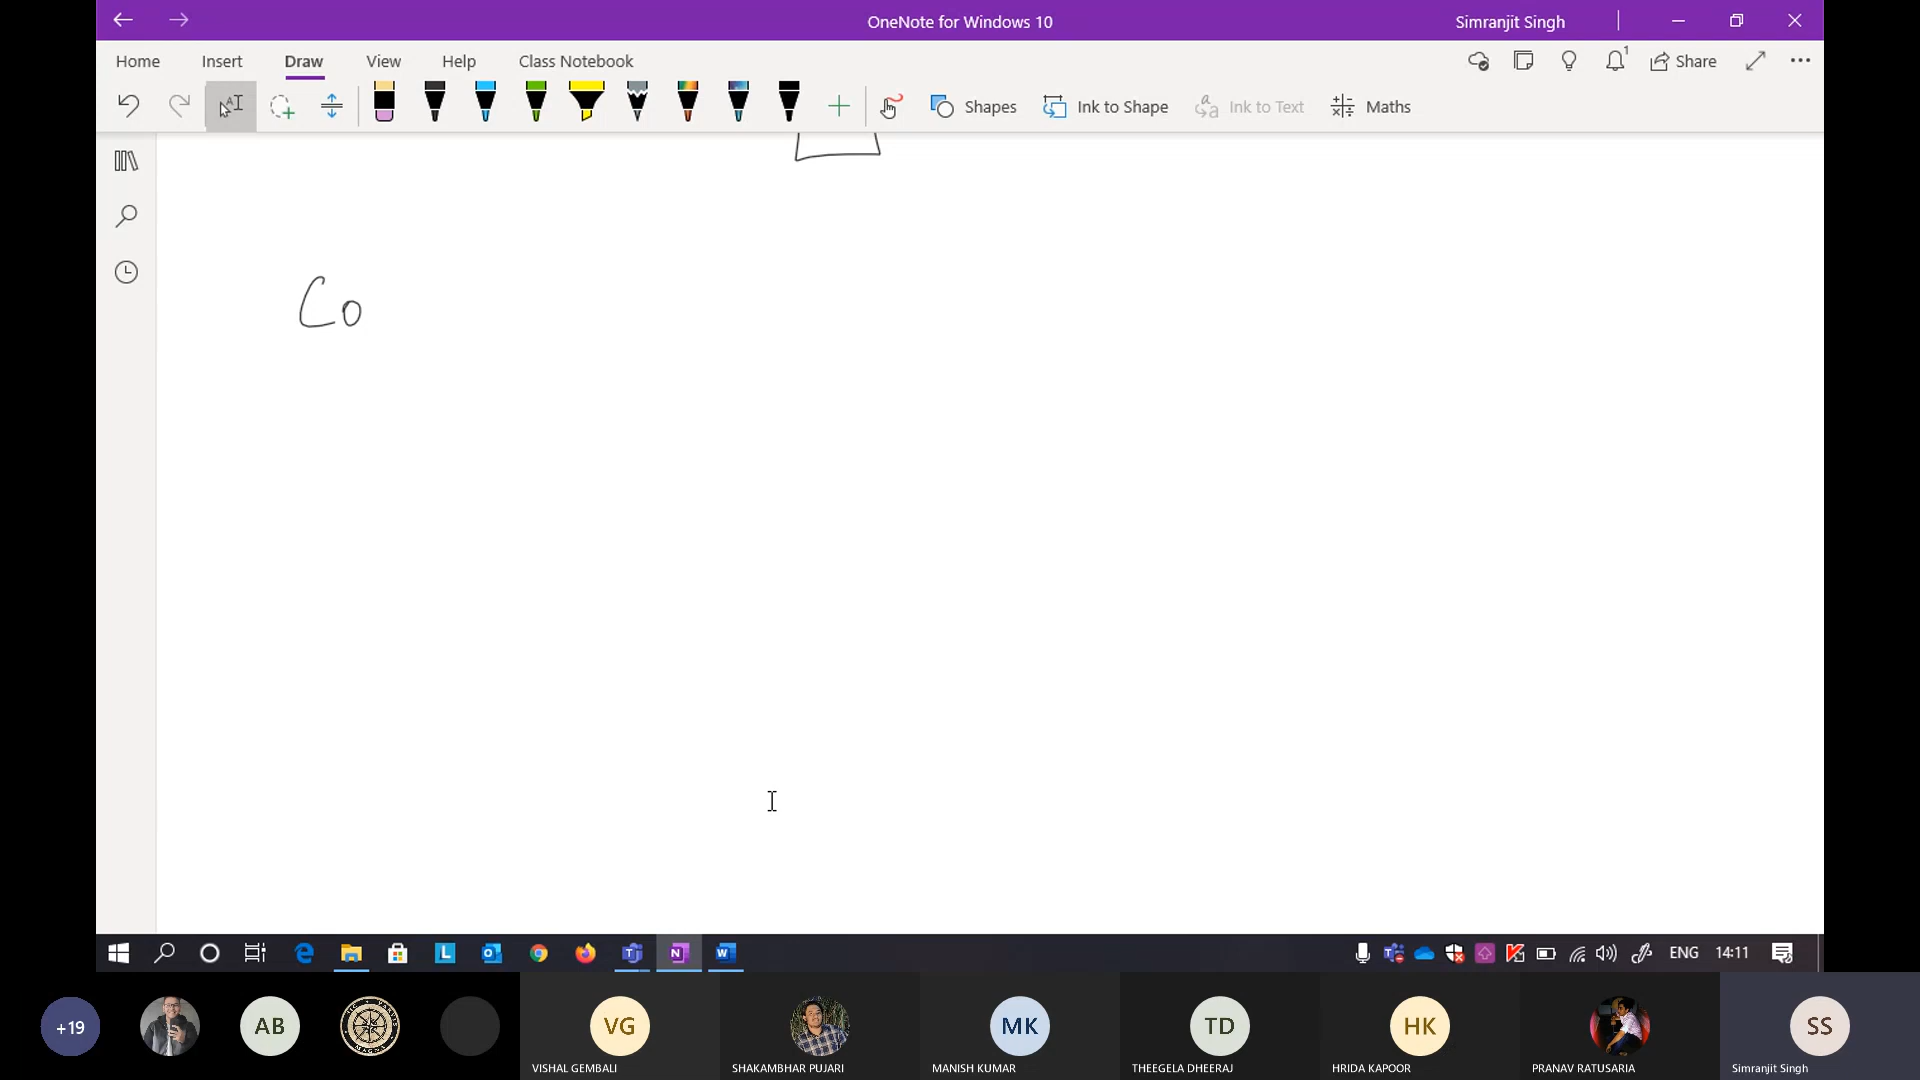 OneNote for Windows 10
Simranjit Singh
Home Insert Draw View Help Class Notebook
1
Share
Shapes Ink to Shape Ink to Text Maths
Co
ENG 14:11
+19
AB
VG
MK
TD
HK
SS
VISHAL GEMBALI
SHAKAMBHAR PUJARI
MANISH KUMAR
THEEGELA DHEERAJ
HRIDA KAPOOR
PRANAV RATUSARIA
Simranjit Singh